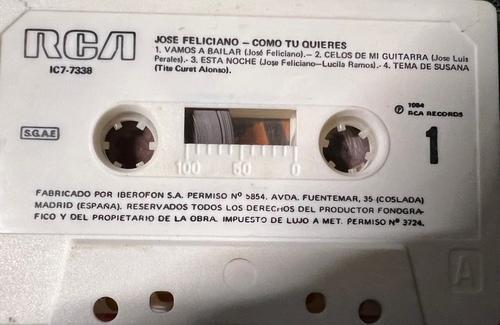 RCA
IC7-7338
JOSE FELICIANO – COMO TU QUIERES
1. VAMOS A BAILAR (José Feliciano).– 2. CELOS DE MI GUITARRA (Jose Luis
Perales).- 3. ESTA NOCHE (Jose Feliciano–Lucila Ramos).- 4. TEMA DE SUSANA
(Tite Curet Alonso).
℗ 1984
RCA RECORDS
S.G.A.E
1
100 50 0
FABRICADO POR IBEROFON S.A. PERMISO Nº 5854. AVDA. FUENTEMAR, 35 (COSLADA)
MADRID (ESPAÑA). RESERVADOS TODOS LOS DERECHOS DEL PRODUCTOR FONOGRA-
FICO Y DEL PROPIETARIO DE LA OBRA. IMPUESTO DE LUJO A MET. PERMISO Nº 3724.
A